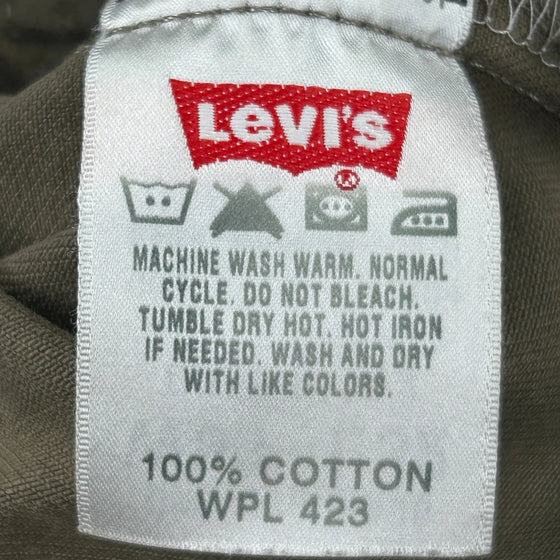 LEVI'S
®
MACHINE WASH WARM. NORMAL
CYCLE. DO NOT BLEACH.
TUMBLE DRY HOT. HOT IRON
IF NEEDED. WASH AND DRY
WITH LIKE COLORS.
100% COTTON
WPL 423